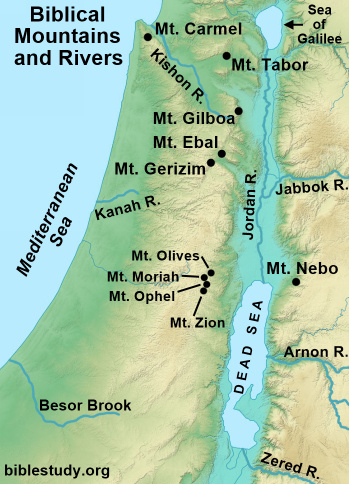 Biblical
Mountains
and Rivers
Sea
of
Galilee
Mt. Carmel
Mt. Tabor
Kishon R.
Mt. Gilboa
Mt. Ebal
Mt. Gerizim
Jabbok R.
Jordan R.
Kanah R.
Mediterranean
Sea
Mt. Olives
Mt. Moriah
Mt. Ophel
Mt. Zion
Mt. Nebo
DEAD SEA
Arnon R.
Besor Brook
Zered R.
biblestudy.org